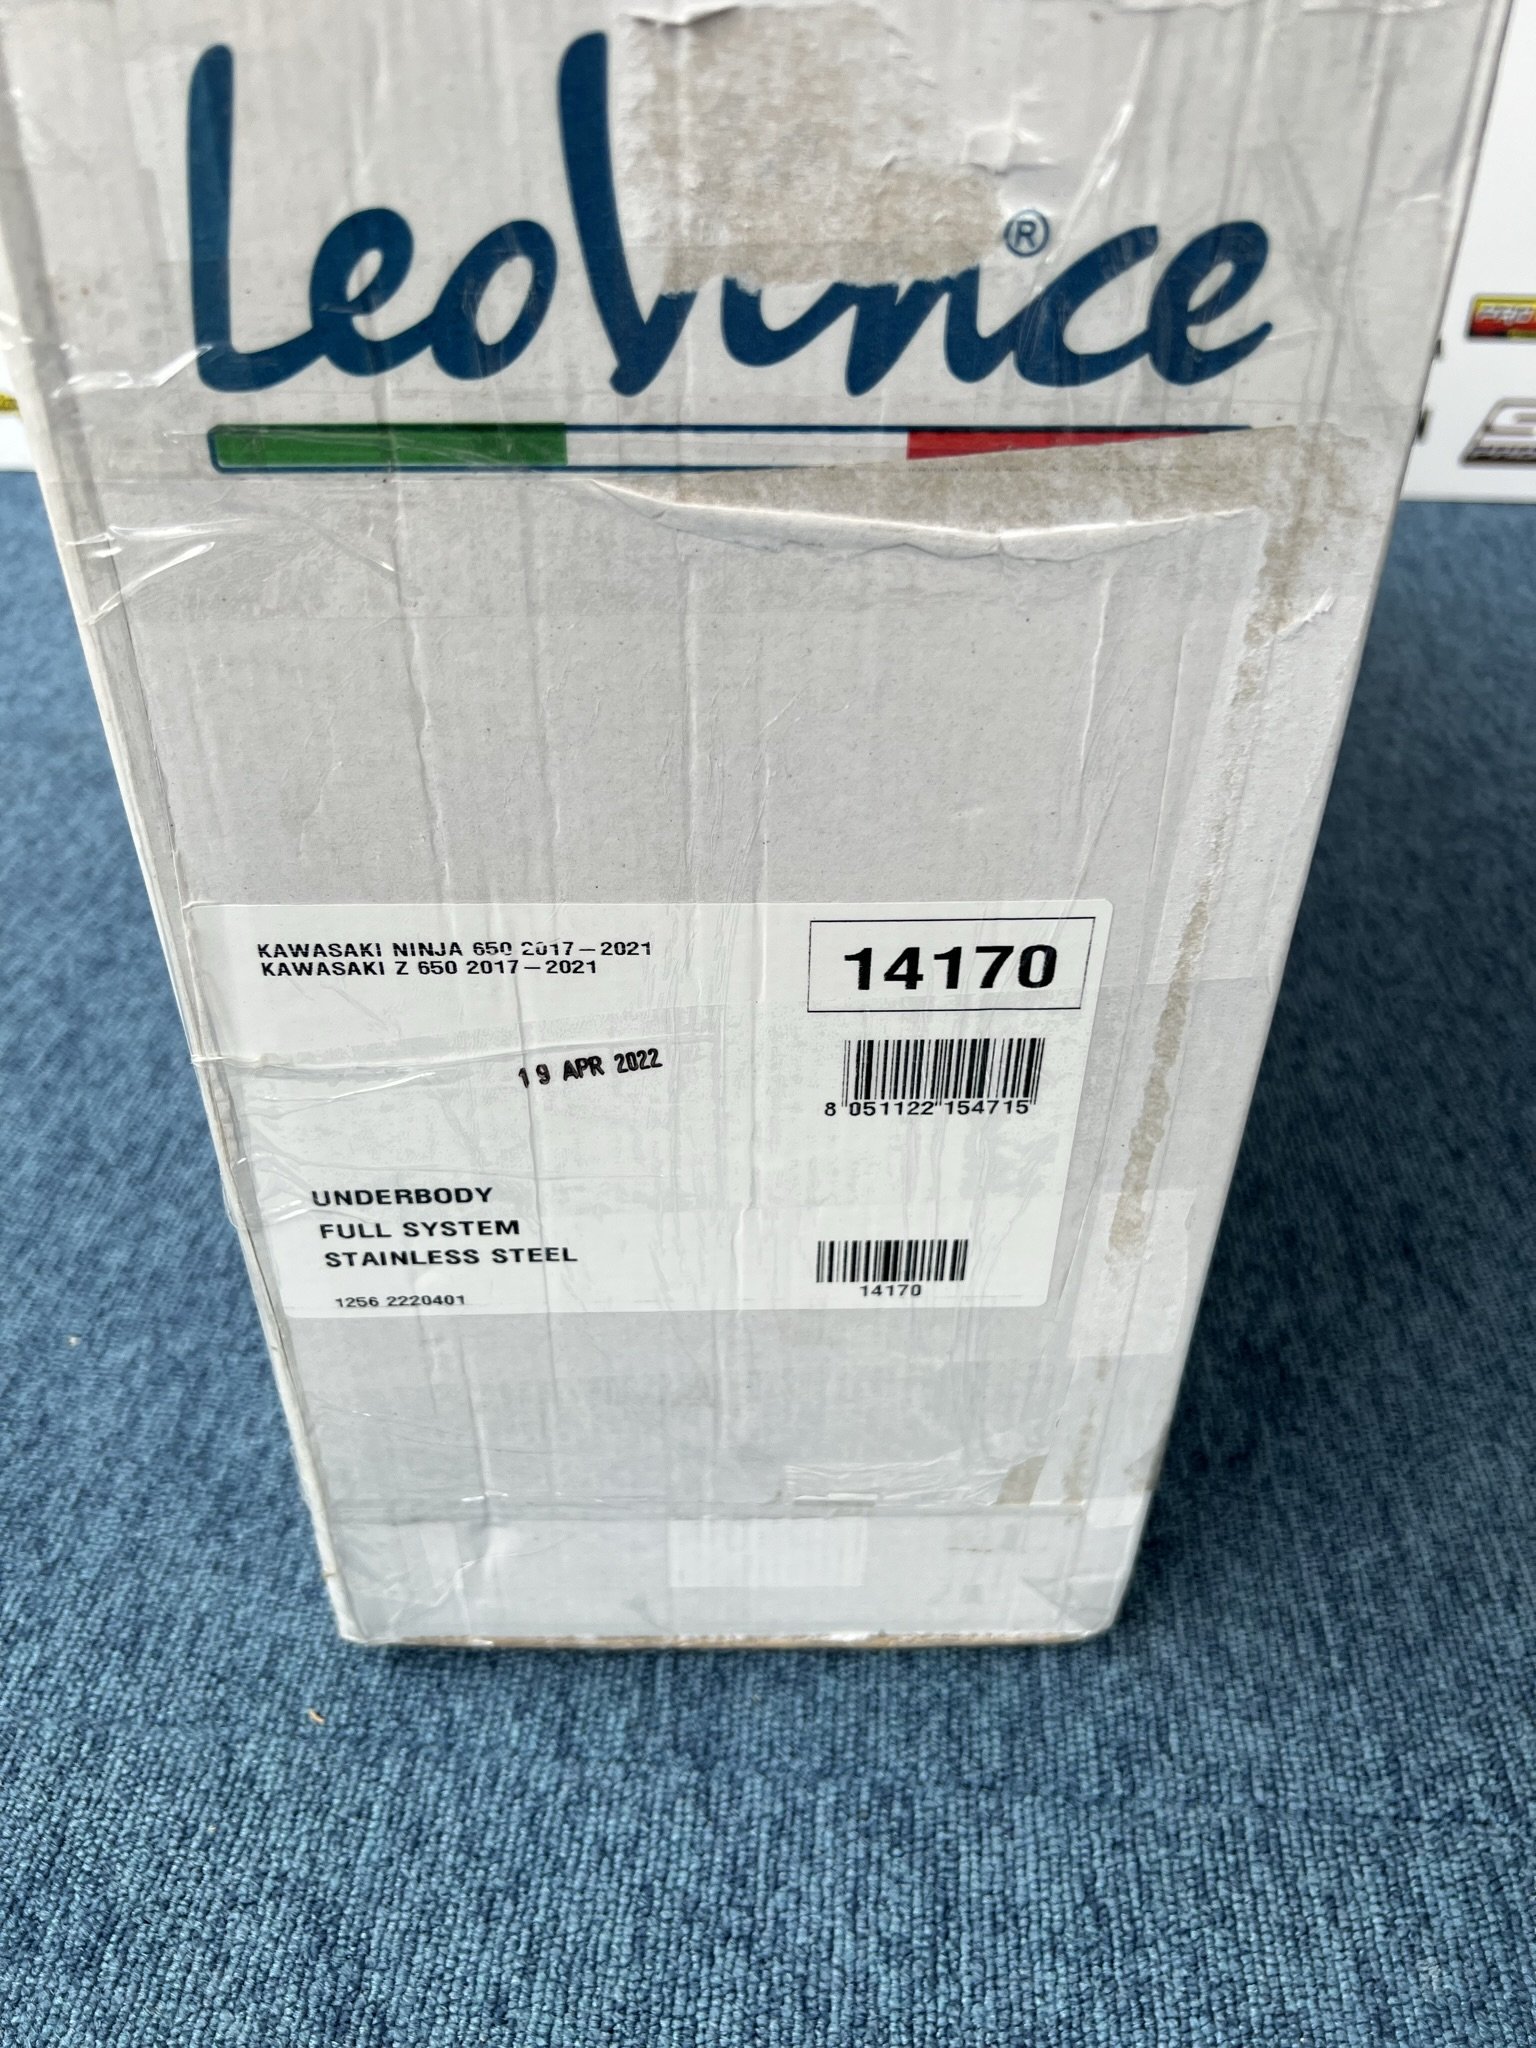 LeoVince®
KAWASAKI NINJA 650 2017-2021
KAWASAKI Z 650 2017-2021
14170
19 APR 2022
8 051122 154715
UNDERBODY
FULL SYSTEM
STAINLESS STEEL
14170
1256 2220401